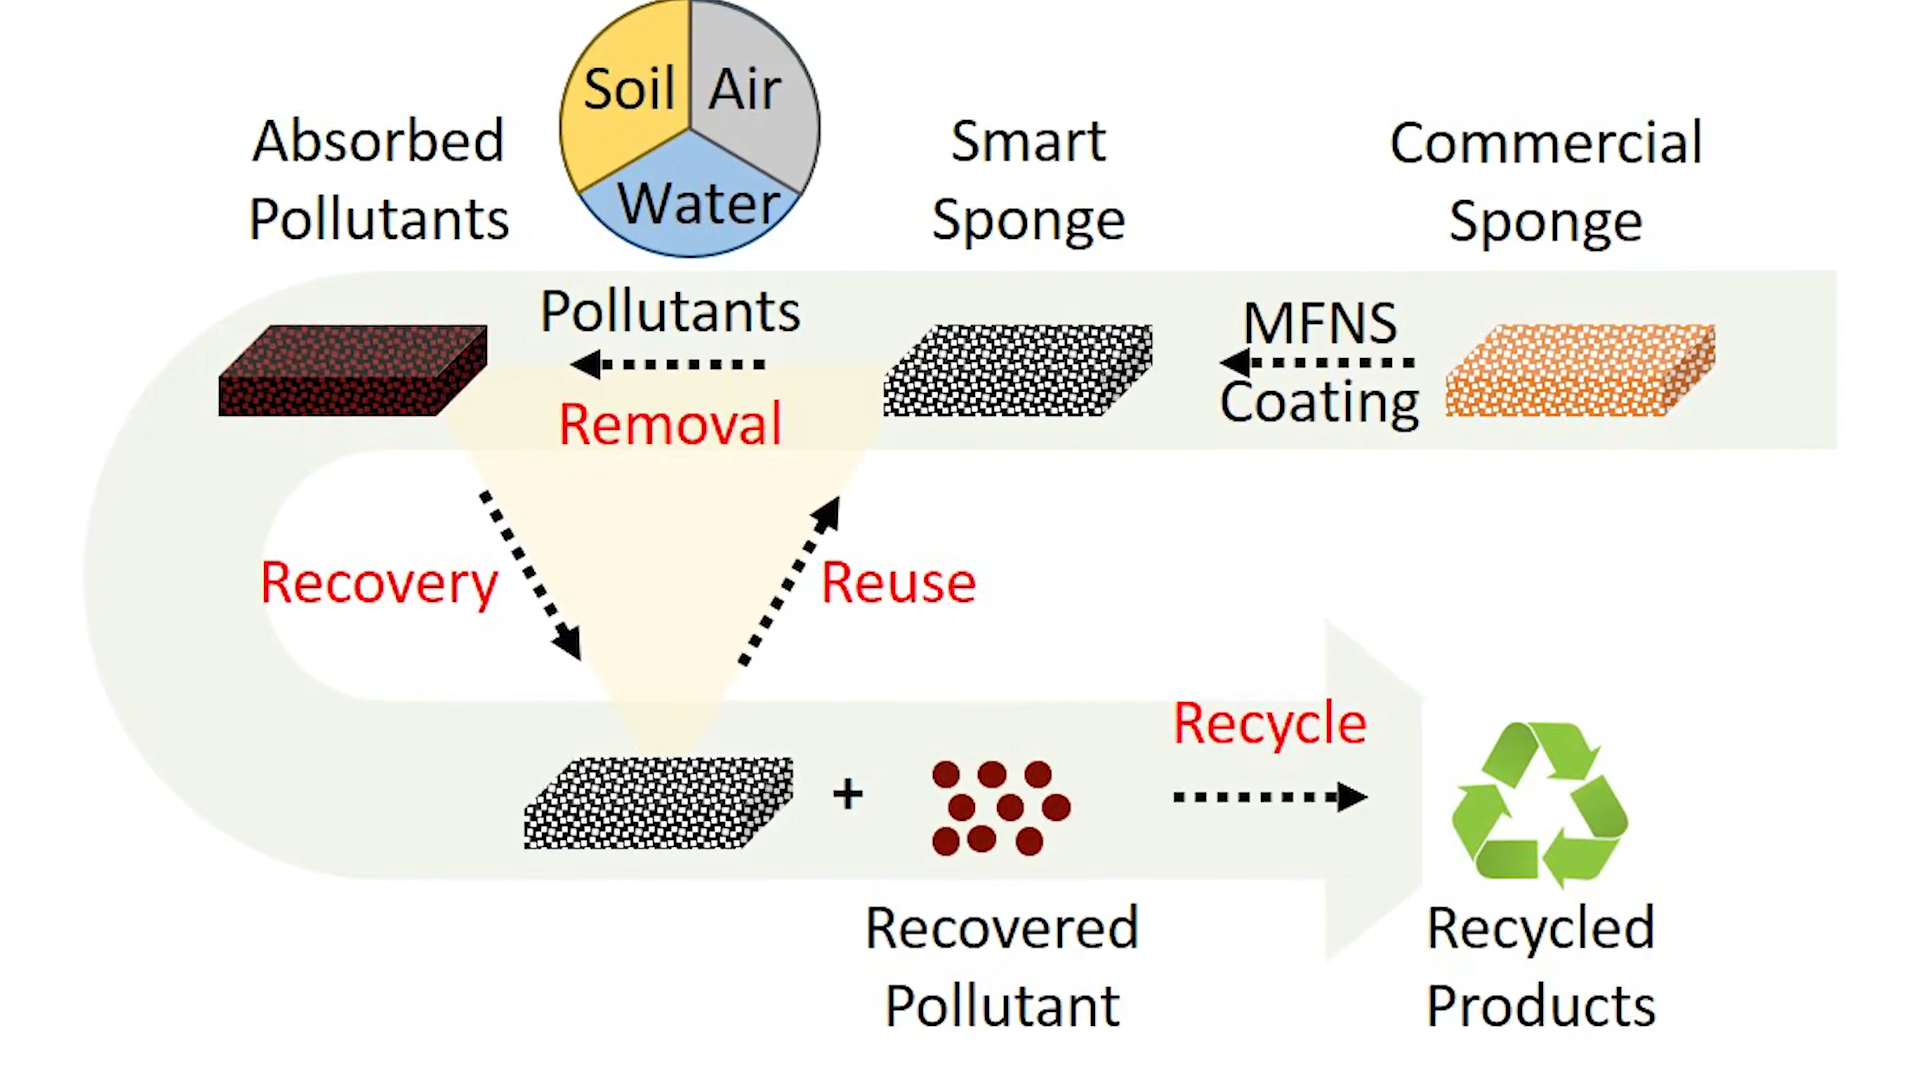 Soil
Air
Water
Absorbed
Pollutants
Smart
Sponge
Commercial
Sponge
Pollutants
Removal
MFNS
Coating
Recovery
Reuse
+
Recycle
Recovered
Pollutant
Recycled
Products